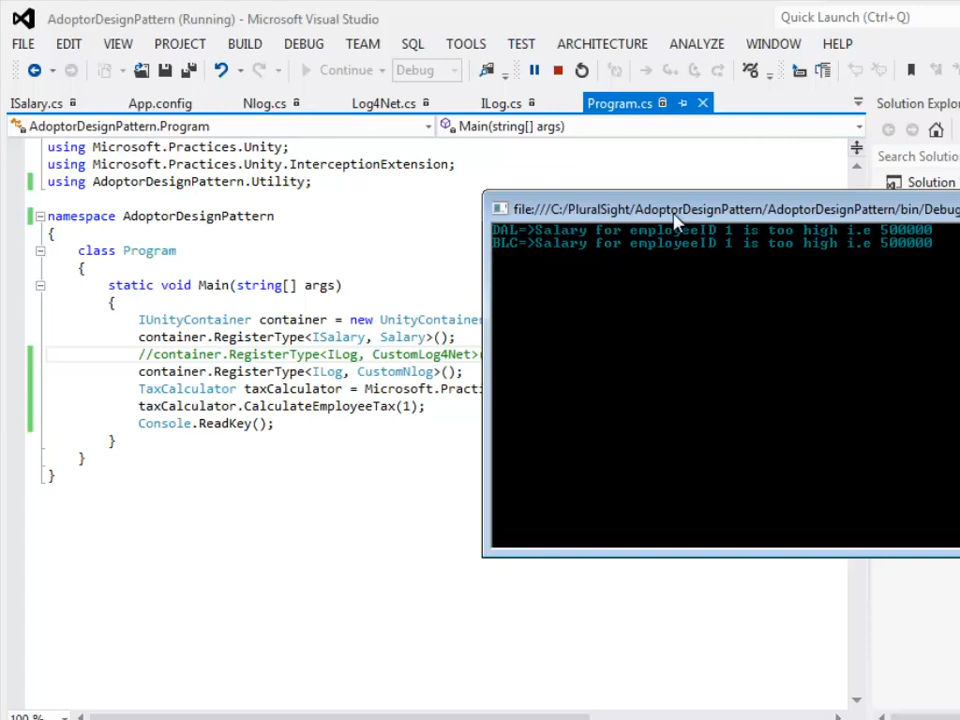 AdoptorDesignPattern (Running) - Microsoft Visual Studio
Quick Launch (Ctrl+Q)
FILE EDIT VIEW PROJECT BUILD DEBUG TEAM SQL TOOLS TEST ARCHITECTURE ANALYZE WINDOW HELP
Continue Debug
ISalary.cs App.config Nlog.cs Log4Net.cs ILog.cs Program.cs
Solution Explo
AdoptorDesignPattern.Program
Main(string[] args)
Search Solutio
Solution
using Microsoft.Practices.Unity;
using Microsoft.Practices.Unity.InterceptionExtension;
using AdoptorDesignPattern.Utility;
namespace AdoptorDesignPattern
{
class Program
{
static void Main(string[] args)
{
IUnityContainer container = new UnityContainer
container.RegisterType<ISalary, Salary>();
//container.RegisterType<ILog, CustomLog4Net>
container.RegisterType<ILog, CustomNlog>();
TaxCalculator taxCalculator = Microsoft.Practi
taxCalculator.CalculateEmployeeTax(1);
Console.ReadKey();
}
}
}
file:///C:/PluralSight/AdoptorDesignPattern/AdoptorDesignPattern/bin/Debug
DAL=>Salary for employeeID 1 is too high i.e 500000
BLC=>Salary for employeeID 1 is too high i.e 500000
100 %